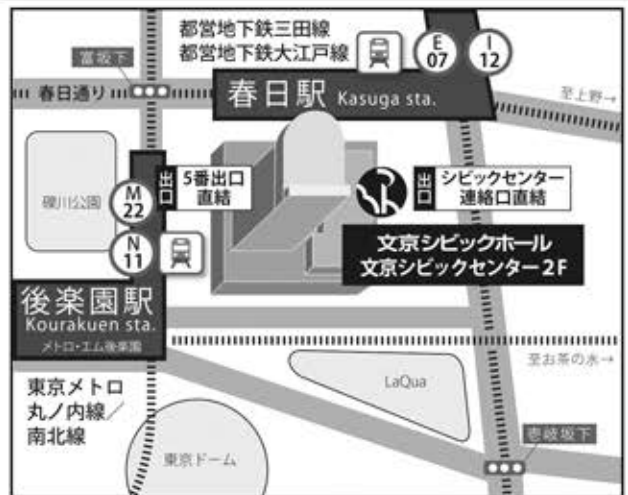 都営地下鉄三田線
都営地下鉄大江戸線
E
07
I
12
富坂下
春日通り
春日駅 Kasuga sta.
至上野→
礫川公園
M
22
N
11
出口
5番出口
直結
出口
シビックセンター
連絡口直結
文京シビックホール
文京シビックセンター2F
後楽園駅
Kourakuen sta.
メトロ・エム後楽園
至お茶の水→
東京メトロ
丸ノ内線/
南北線
LaQua
東京ドーム
壱岐坂下